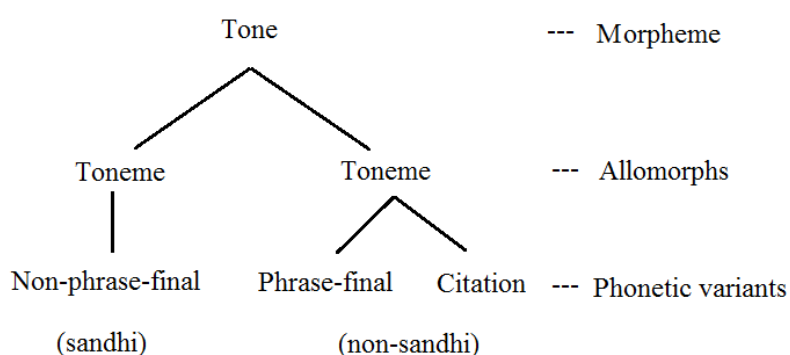 Tone --- Morpheme
Toneme Toneme --- Allomorphs
Non-phrase-final Phrase-final Citation --- Phonetic variants
(sandhi) (non-sandhi)